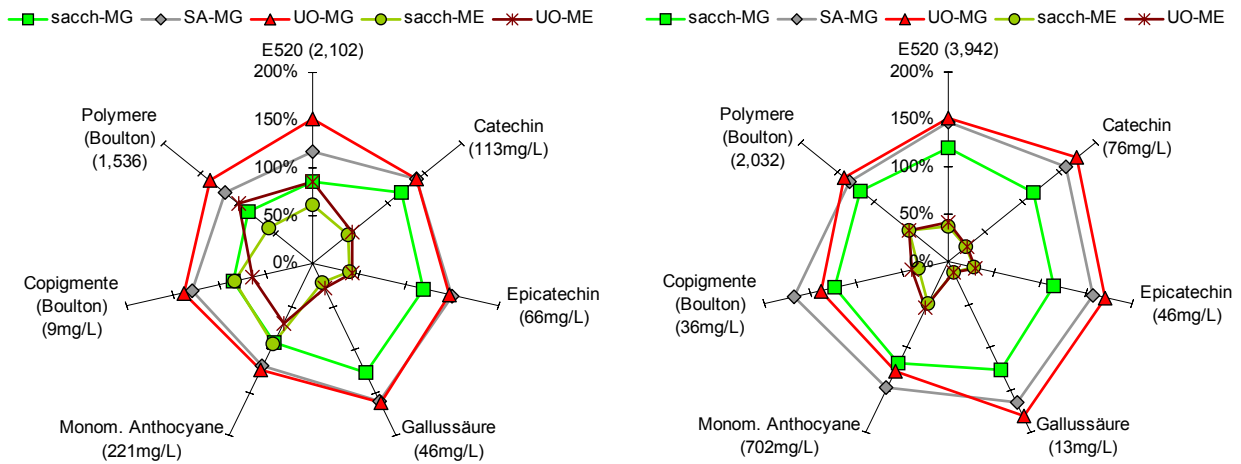 sacch-MG SA-MG UO-MG sacch-ME UO-ME
E520 (2,102)
200%
150%
100%
50%
0%
Catechin
(113mg/L)
Epicatechin
(66mg/L)
Gallussäure
(46mg/L)
Monom. Anthocyane
(221mg/L)
Copigmente
(Boulton)
(9mg/L)
Polymere
(Boulton)
(1,536)
sacch-MG SA-MG UO-MG sacch-ME UO-ME
E520 (3,942)
200%
150%
100%
50%
0%
Catechin
(76mg/L)
Epicatechin
(46mg/L)
Gallussäure
(13mg/L)
Monom. Anthocyane
(702mg/L)
Copigmente
(Boulton)
(36mg/L)
Polymere
(Boulton)
(2,032)